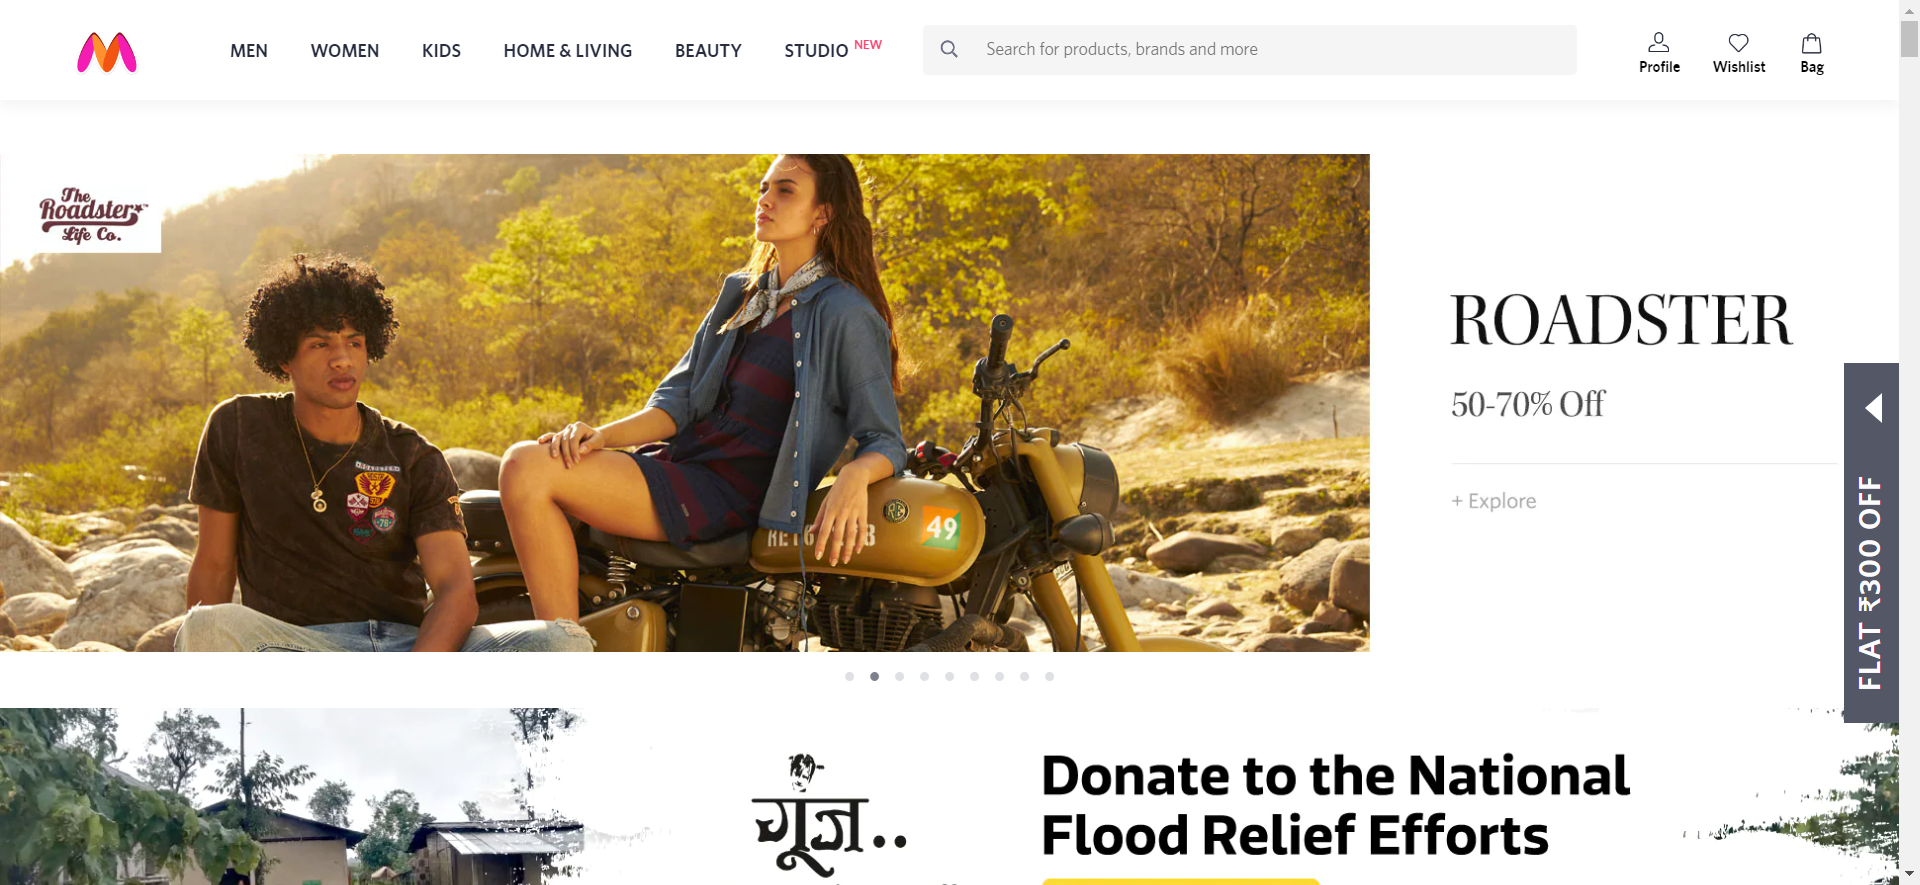 MEN WOMEN KIDS HOME & LIVING BEAUTY STUDIO NEW
Search for products, brands and more
Profile Wishlist Bag
The
Roadster
Life Co.
ROADSTER
50-70% Off
+ Explore
FLAT ₹300 OFF
ROADSTER
49
गूंज..
Donate to the National
Flood Relief Efforts